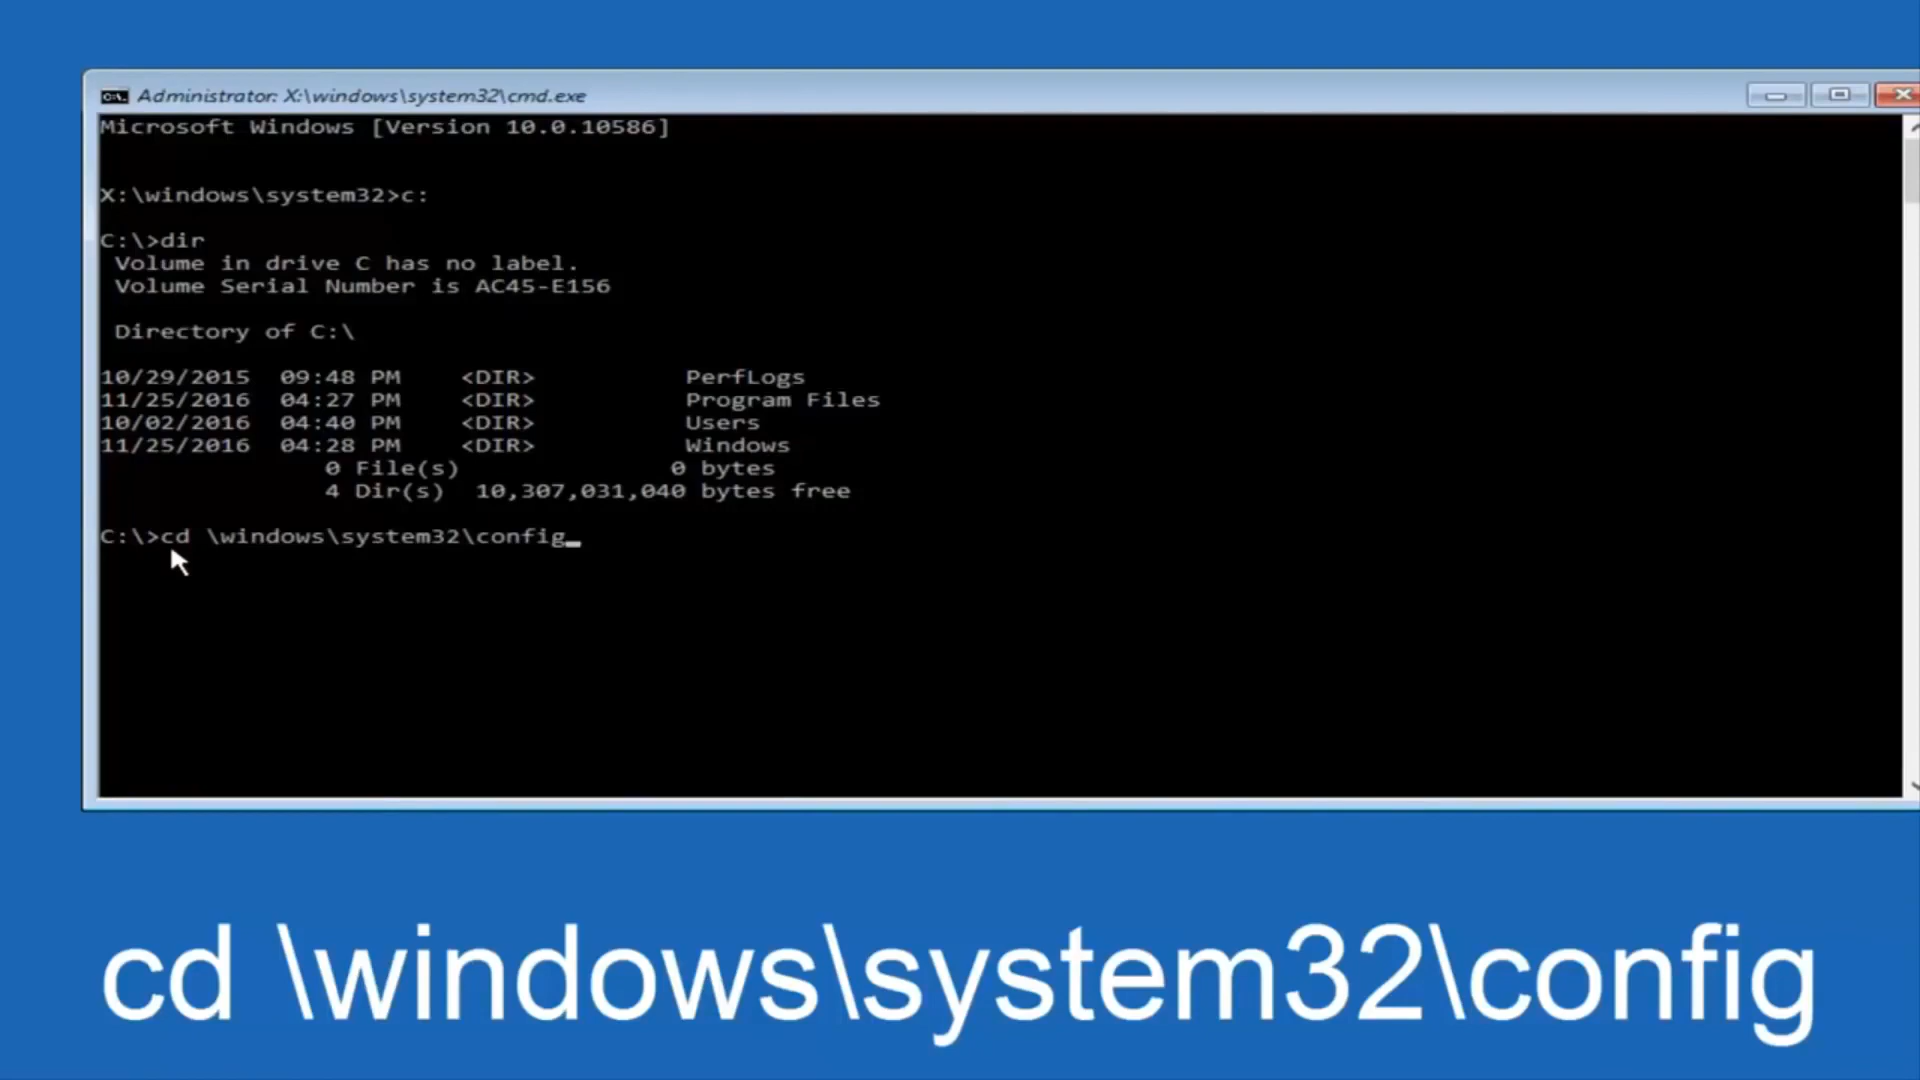 Administrator: X:\windows\system32\cmd.exe
Microsoft Windows [Version 10.0.10586]
X:\windows\system32>c:
C:\>dir
Volume in drive C has no label.
Volume Serial Number is AC45-E156
Directory of C:\
10/29/2015 09:48 PM <DIR> PerfLogs
11/25/2016 04:27 PM <DIR> Program Files
10/02/2016 04:40 PM <DIR> Users
11/25/2016 04:28 PM <DIR> Windows
0 File(s) 0 bytes
4 Dir(s) 10,307,031,040 bytes free
C:\>cd \windows\system32\config_
cd \windows\system32\config